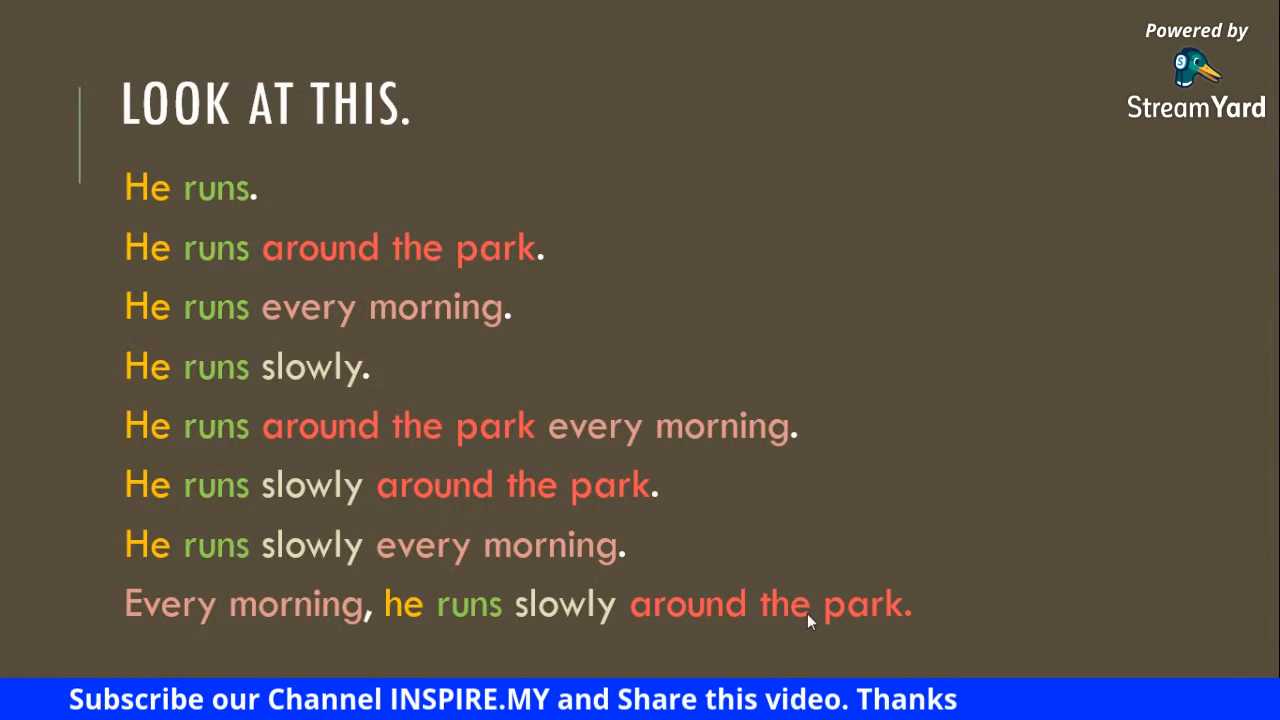 Powered by
StreamYard
LOOK AT THIS.
He runs.
He runs around the park.
He runs every morning.
He runs slowly.
He runs around the park every morning.
He runs slowly around the park.
He runs slowly every morning.
Every morning, he runs slowly around the park.
Subscribe our Channel INSPIRE.MY and Share this video. Thanks